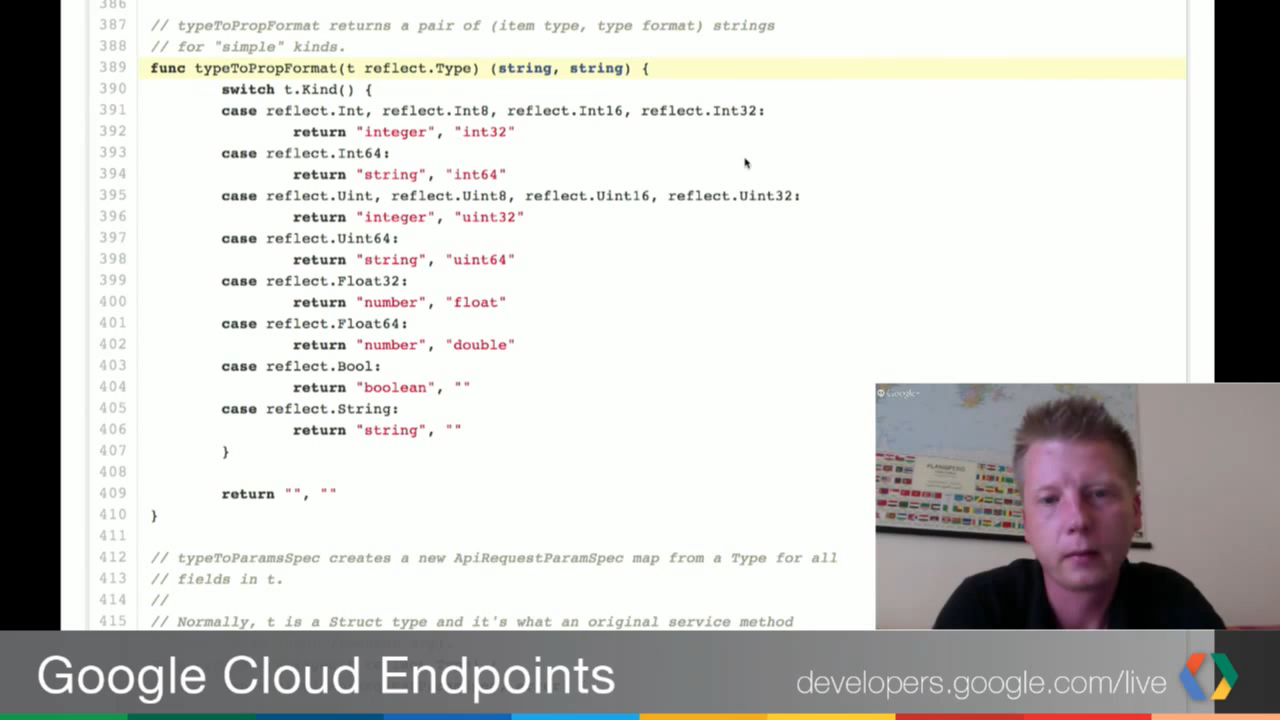 386
387 // typeToPropFormat returns a pair of (item type, type format) strings
388 // for "simple" kinds.
389 func typeToPropFormat(t reflect.Type) (string, string) {
390 switch t.Kind() {
391 case reflect.Int, reflect.Int8, reflect.Int16, reflect.Int32:
392 return "integer", "int32"
393 case reflect.Int64:
394 return "string", "int64"
395 case reflect.Uint, reflect.Uint8, reflect.Uint16, reflect.Uint32:
396 return "integer", "uint32"
397 case reflect.Uint64:
398 return "string", "uint64"
399 case reflect.Float32:
400 return "number", "float"
401 case reflect.Float64:
402 return "number", "double"
403 case reflect.Bool:
404 return "boolean", ""
405 case reflect.String:
406 return "string", ""
407 }
408
409 return "", ""
410 }
411
412 // typeToParamsSpec creates a new ApiRequestParamSpec map from a Type for all
413 // fields in t.
414 //
415 // Normally, t is a Struct type and it's what an original service method
Google+
PLANISFERO
Google Cloud Endpoints
developers.google.com/live